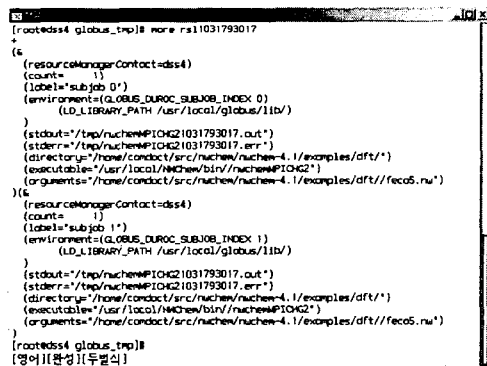 [root@dss4 globus_tmp]# more rsl1031793017
+
(&
(resourceManagerContact=dss4)
(count= 1)
(label="subjob 0")
(environment=(GLOBUS_DUROC_SUBJOB_INDEX 0)
(LD_LIBRARY_PATH /usr/local/globus/lib/)
)
(stdout="/tmp/nwchemMPICHG21031793017.out")
(stderr="/tmp/nwchemMPICHG21031793017.err")
(directory="/home/comdoct/src/nwchem/nwchem-4.1/examples/dft/")
(executable="/usr/local/NWChem/bin//nwchemMPICHG2")
(arguments="/home/comdoct/src/nwchem/nwchem-4.1/examples/dft//feco5.nw")
)(&
(resourceManagerContact=dss4)
(count= 1)
(label="subjob 1")
(environment=(GLOBUS_DUROC_SUBJOB_INDEX 1)
(LD_LIBRARY_PATH /usr/local/globus/lib/)
)
(stdout="/tmp/nwchemMPICHG21031793017.out")
(stderr="/tmp/nwchemMPICHG21031793017.err")
(directory="/home/comdoct/src/nwchem/nwchem-4.1/examples/dft/")
(executable="/usr/local/NWChem/bin//nwchemMPICHG2")
(arguments="/home/comdoct/src/nwchem/nwchem-4.1/examples/dft//feco5.nw")
)
[root@dss4 globus_tmp]#
[영어][완성][두벌식]